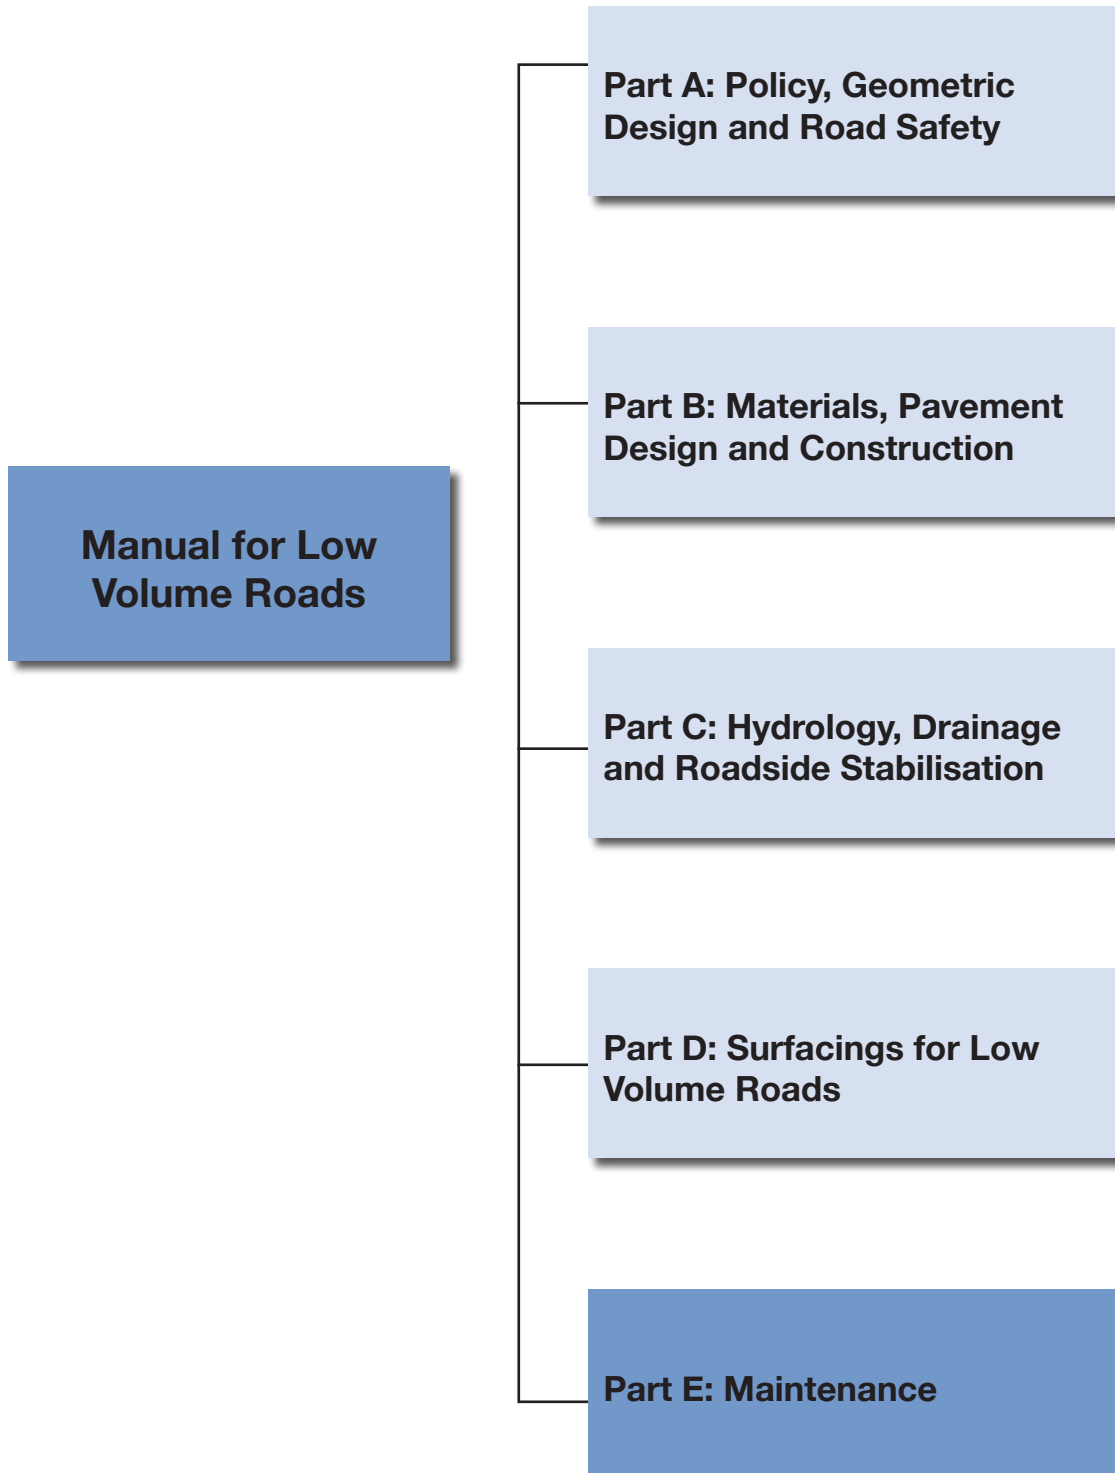 Part A: Policy, Geometric
Design and Road Safety
Part B: Materials, Pavement
Design and Construction
Manual for Low
Volume Roads
Part C: Hydrology, Drainage
and Roadside Stabilisation
Part D: Surfacings for Low
Volume Roads
Part E: Maintenance